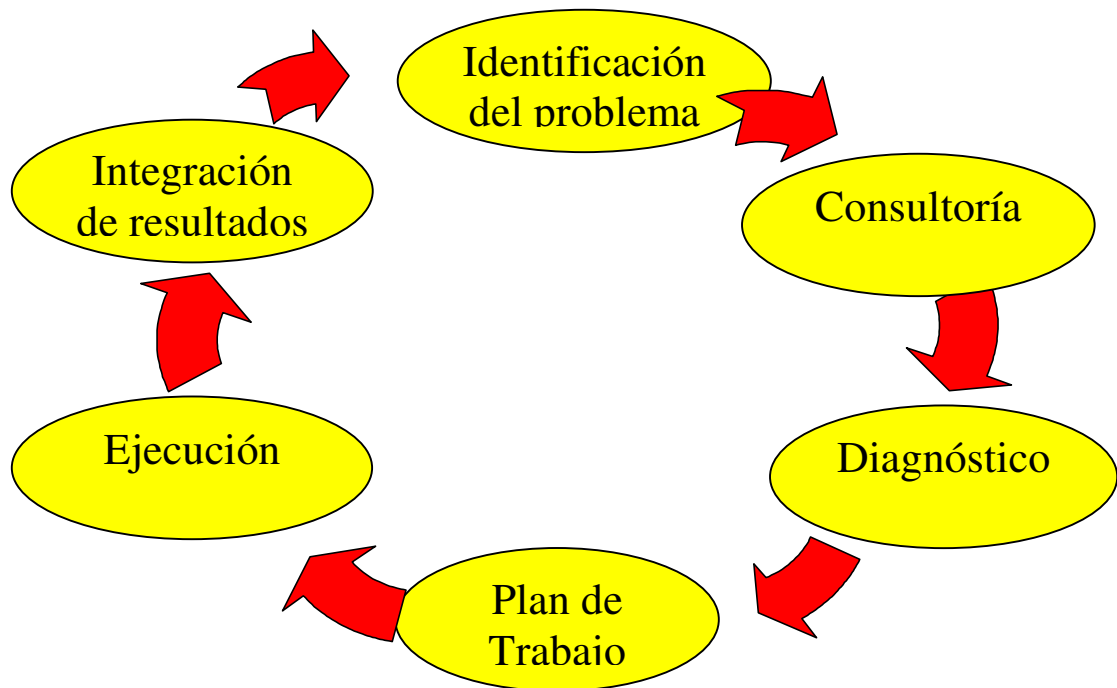 Identificación
del problema
Consultoría
Diagnóstico
Plan de
Trabajo
Ejecución
Integración
de resultados